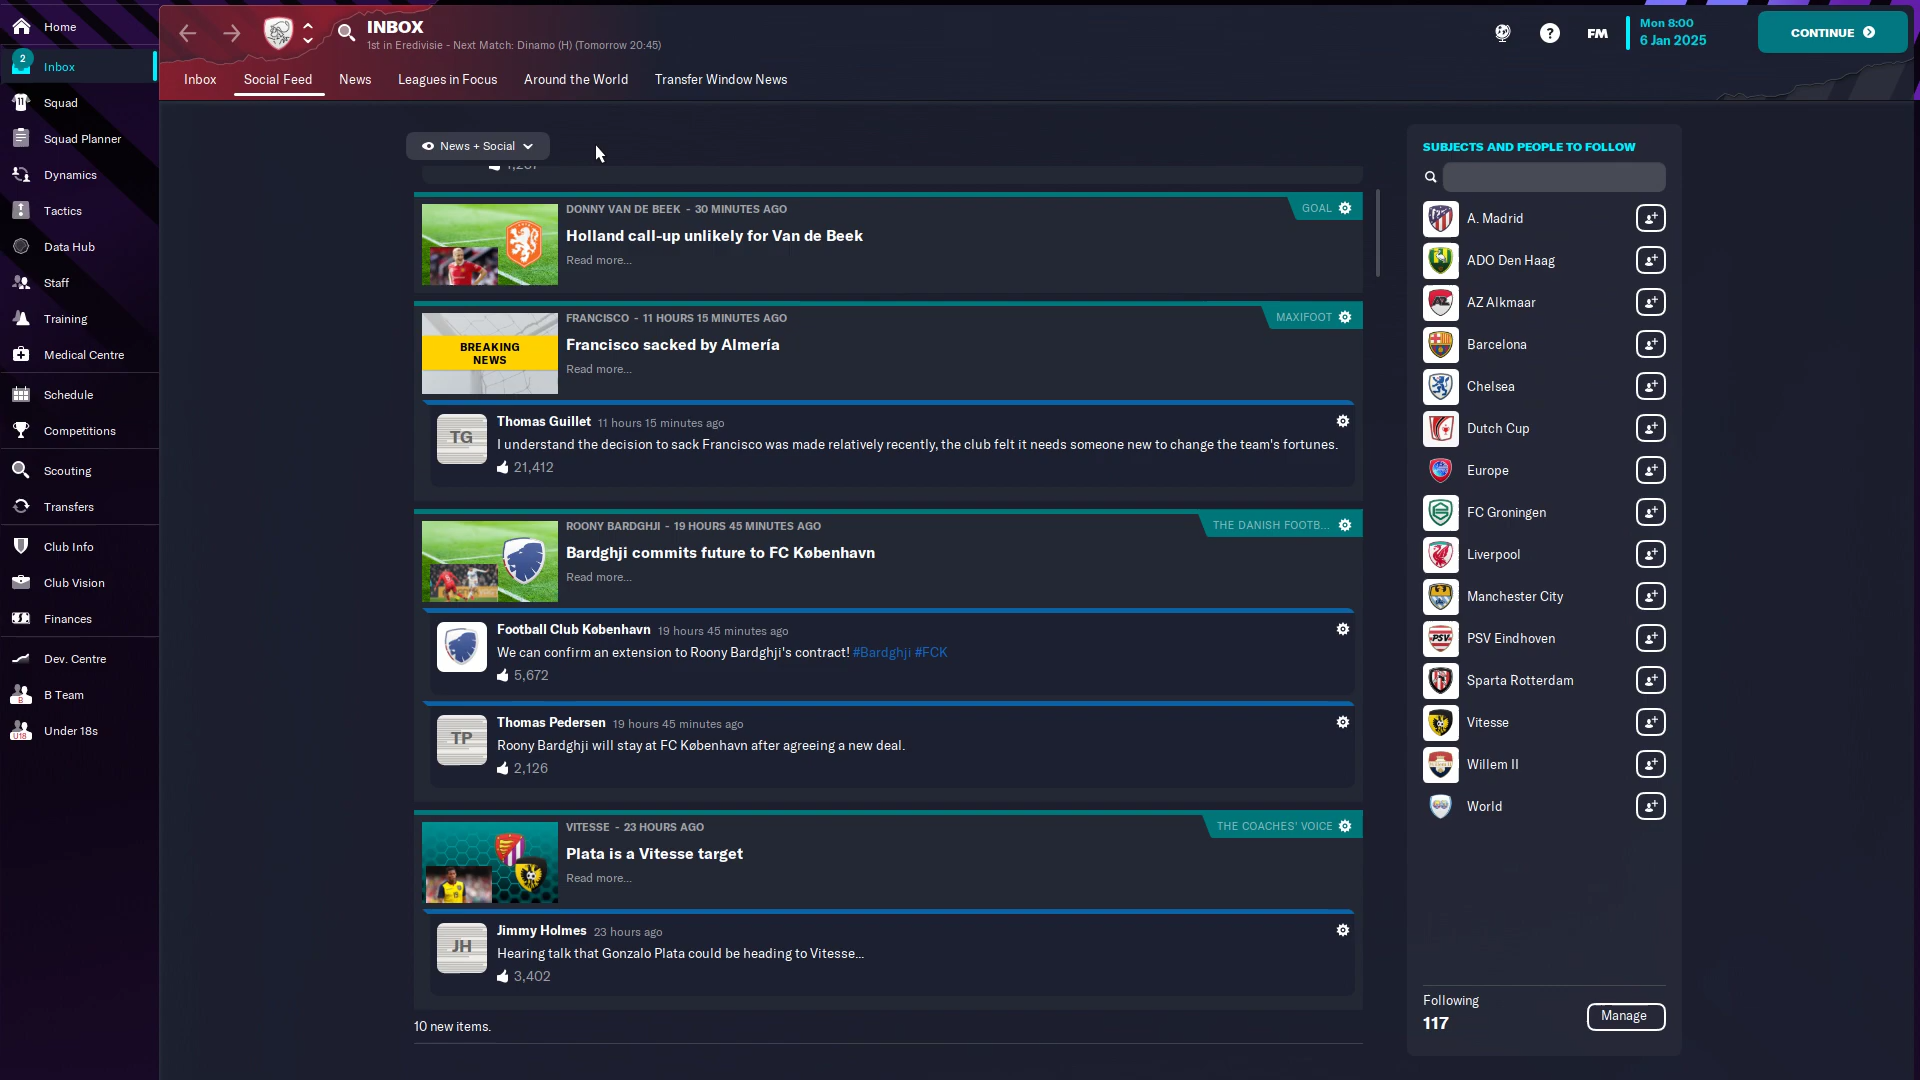 Home
2
Inbox
Squad
Squad Planner
Dynamics
Tactics
Data Hub
Staff
Training
Medical Centre
Schedule
Competitions
Scouting
Transfers
Club Info
Club Vision
Finances
Dev. Centre
B Team
Under 18s
INBOX
1st in Eredivisie - Next Match: Dinamo (H) (Tomorrow 20:45)
FM
Mon 8:00
6 Jan 2025
CONTINUE
Inbox
Social Feed
News
Leagues in Focus
Around the World
Transfer Window News
News + Social
DONNY VAN DE BEEK - 30 MINUTES AGO
GOAL
Holland call-up unlikely for Van de Beek
Read more...
BREAKING
NEWS
FRANCISCO - 11 HOURS 15 MINUTES AGO
MAXIFOOT
Francisco sacked by Almería
Read more...
TG
Thomas Guillet 11 hours 15 minutes ago
I understand the decision to sack Francisco was made relatively recently, the club felt it needs someone new to change the team's fortunes.
21,412
ROONY BARDGHJI - 19 HOURS 45 MINUTES AGO
THE DANISH FOOTB...
Bardghji commits future to FC København
Read more...
Football Club København 19 hours 45 minutes ago
We can confirm an extension to Roony Bardghji's contract! #Bardghji #FCK
5,672
TP
Thomas Pedersen 19 hours 45 minutes ago
Roony Bardghji will stay at FC København after agreeing a new deal.
2,126
VITESSE - 23 HOURS AGO
THE COACHES' VOICE
Plata is a Vitesse target
Read more...
JH
Jimmy Holmes 23 hours ago
Hearing talk that Gonzalo Plata could be heading to Vitesse...
3,402
10 new items.
SUBJECTS AND PEOPLE TO FOLLOW
A. Madrid
ADO Den Haag
AZ Alkmaar
Barcelona
Chelsea
Dutch Cup
Europe
FC Groningen
Liverpool
Manchester City
PSV Eindhoven
Sparta Rotterdam
Vitesse
Willem II
World
Following
117
Manage